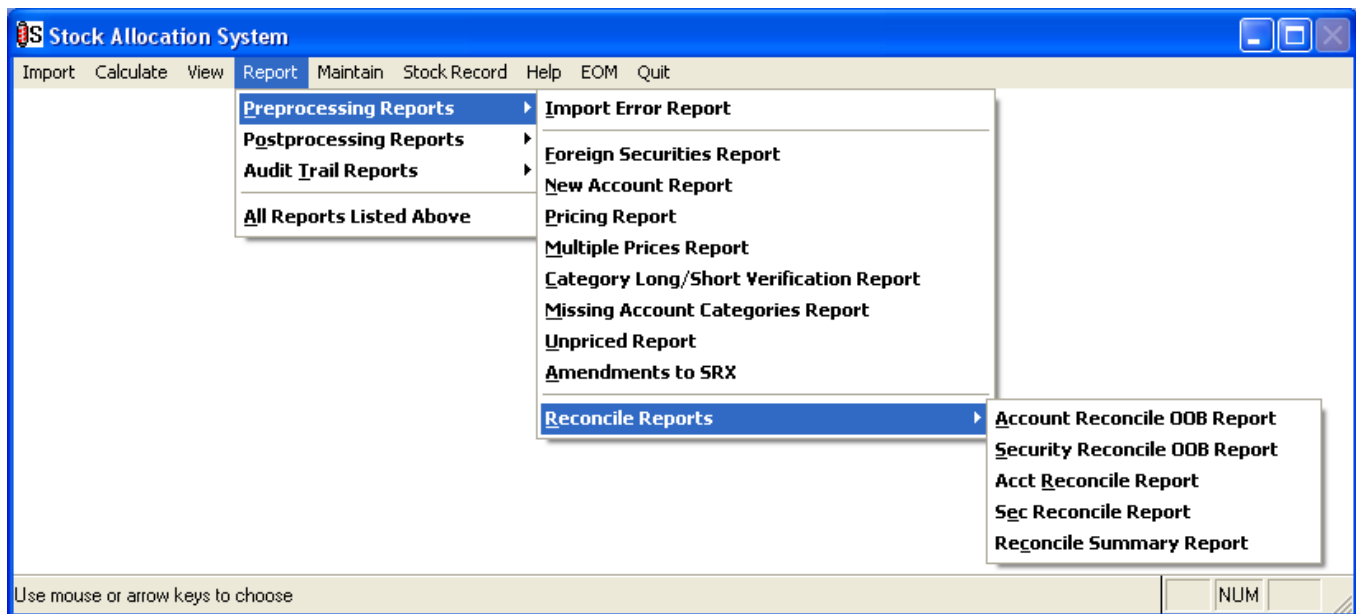 Stock Allocation System
Import Calculate View Report Maintain Stock Record Help EOM Quit
Preprocessing Reports
Postprocessing Reports
Audit Trail Reports
All Reports Listed Above
Import Error Report
Foreign Securities Report
New Account Report
Pricing Report
Multiple Prices Report
Category Long/Short Verification Report
Missing Account Categories Report
Unpriced Report
Amendments to SRX
Reconcile Reports
Account Reconcile OOB Report
Security Reconcile OOB Report
Acct Reconcile Report
Sec Reconcile Report
Reconcile Summary Report
Use mouse or arrow keys to choose
NUM